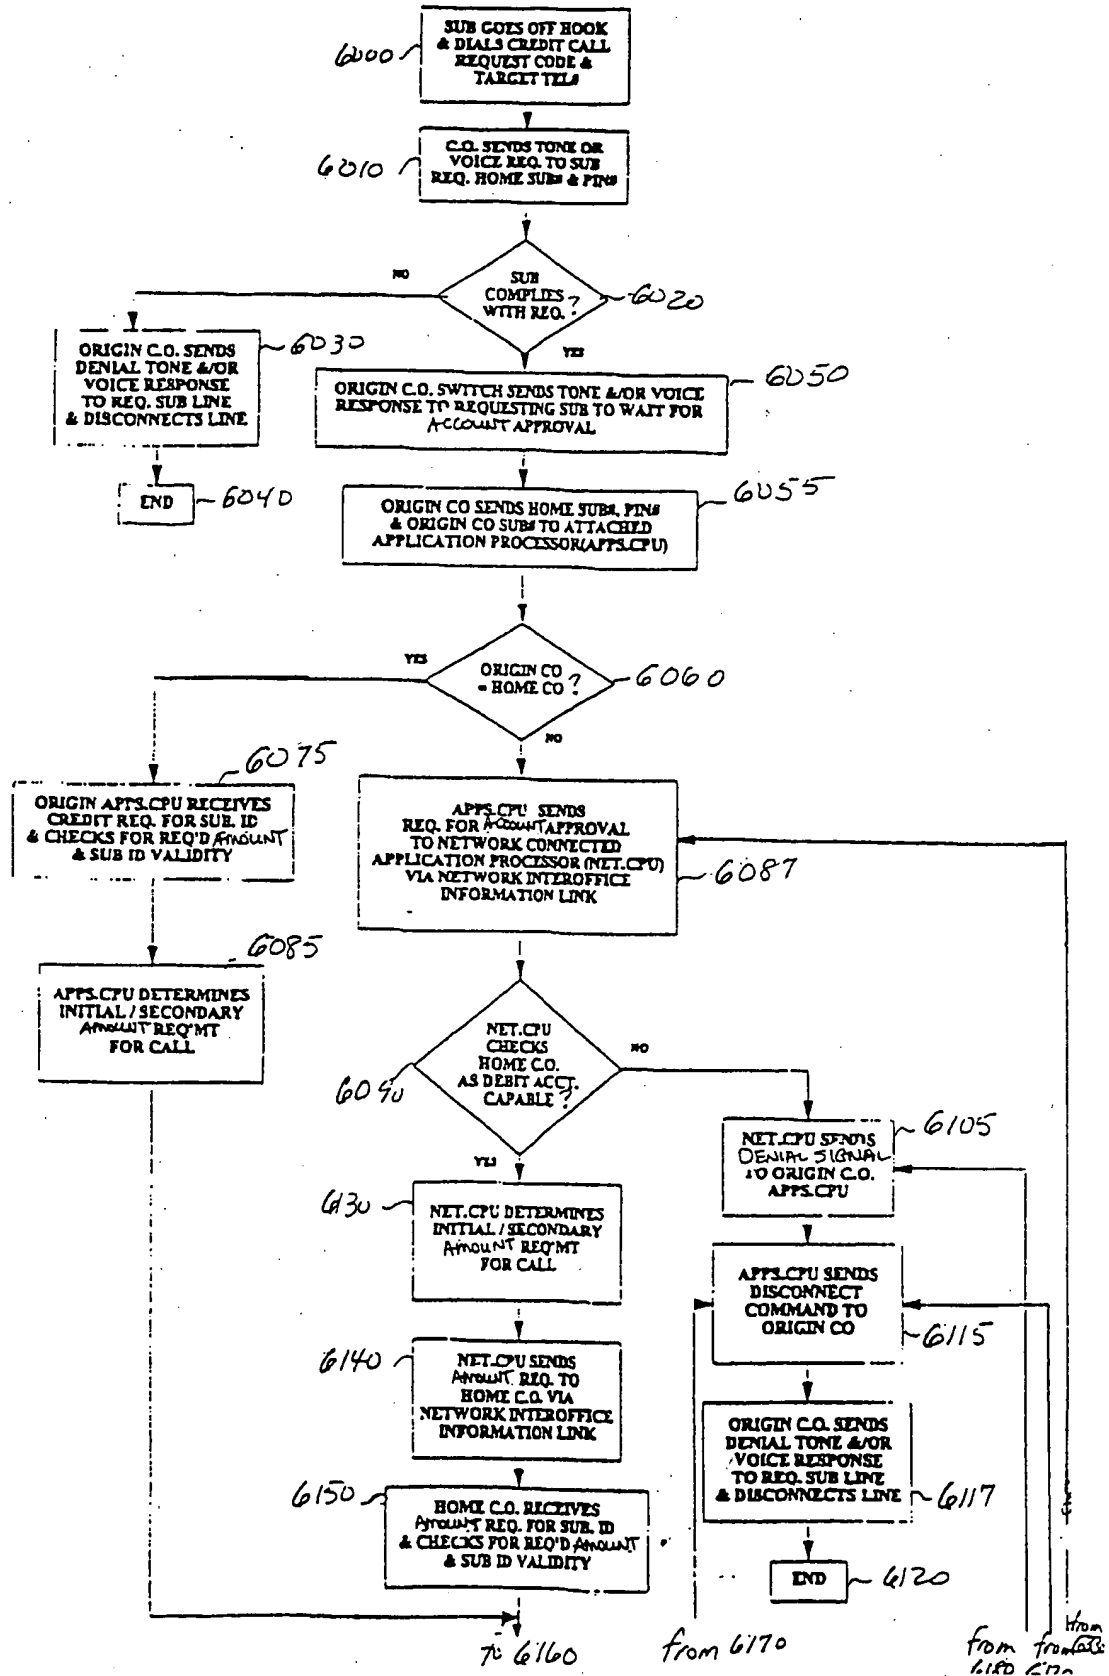 SUB GOES OFF HOOK
& DIALS CREDIT CALL
REQUEST CODE &
TARGET TEL#
6000
C.O. SENDS TONE OR
VOICE REQ. TO SUB
REQ. HOME SUB# & PIN#
6010
SUB
COMPLIES
WITH REQ.?
6020
NO
YES
ORIGIN C.O. SENDS
DENIAL TONE &/OR
VOICE RESPONSE
TO REQ. SUB LINE
& DISCONNECTS LINE
6030
END
6040
ORIGIN C.O. SWITCH SENDS TONE &/OR VOICE
RESPONSE TO REQUESTING SUB TO WAIT FOR
ACCOUNT APPROVAL
6050
ORIGIN CO SENDS HOME SUB#, PIN#
& ORIGIN CO SUB# TO ATTACHED
APPLICATION PROCESSOR(APPS.CPU)
6055
ORIGIN CO
= HOME CO?
6060
YES
NO
ORIGIN APPS.CPU RECEIVES
CREDIT REQ. FOR SUB. ID
& CHECKS FOR REQ'D AMOUNT
& SUB ID VALIDITY
6075
APPS.CPU DETERMINES
INITIAL / SECONDARY
AMOUNT REQ'MT
FOR CALL
6085
APPS.CPU SENDS
REQ. FOR ACCOUNT APPROVAL
TO NETWORK CONNECTED
APPLICATION PROCESSOR (NET.CPU)
VIA NETWORK INTEROFFICE
INFORMATION LINK
6087
NET.CPU
CHECKS
HOME C.O.
AS DEBIT ACCT.
CAPABLE?
6090
NO
YES
NET.CPU SENDS
DENIAL SIGNAL
TO ORIGIN C.O.
APPS.CPU
6105
NET.CPU DETERMINES
INITIAL / SECONDARY
AMOUNT REQ'MT
FOR CALL
6130
APPS.CPU SENDS
DISCONNECT
COMMAND TO
ORIGIN CO
6115
NET.CPU SENDS
AMOUNT REQ. TO
HOME C.O. VIA
NETWORK INTEROFFICE
INFORMATION LINK
6140
ORIGIN C.O. SENDS
DENIAL TONE &/OR
VOICE RESPONSE
TO REQ. SUB LINE
& DISCONNECTS LINE
6117
HOME C.O. RECEIVES
AMOUNT REQ. FOR SUB. ID
& CHECKS FOR REQ'D AMOUNT
& SUB ID VALIDITY
6150
END
6120
to 6160
from 6170
from 6180
from
from